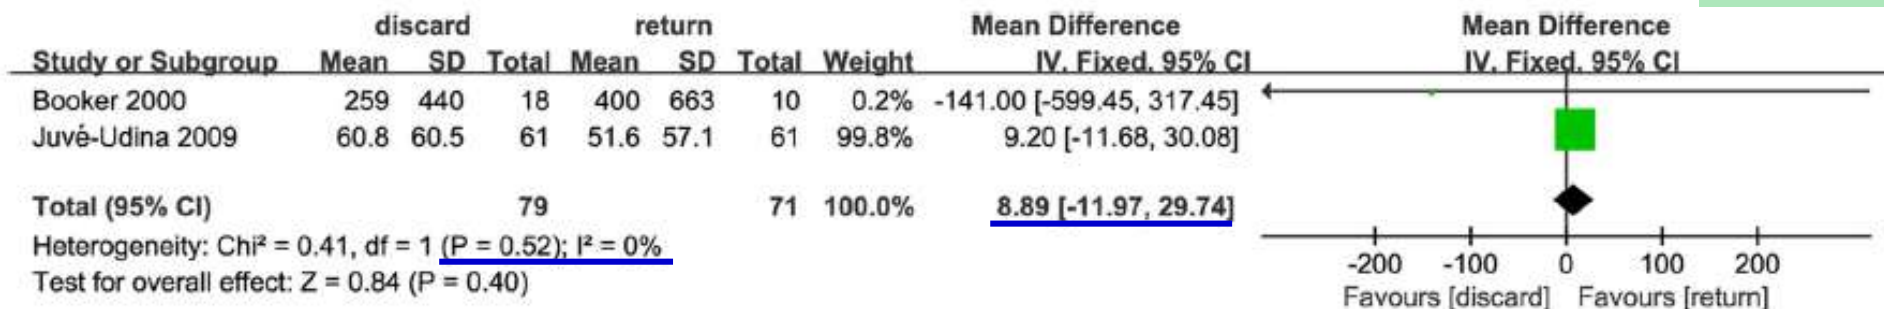 discard return Mean Difference Mean Difference
Study or Subgroup Mean SD Total Mean SD Total Weight IV, Fixed, 95% CI IV, Fixed, 95% CI
Booker 2000 259 440 18 400 663 10 0.2% -141.00 [-599.45, 317.45]
Juvé-Udina 2009 60.8 60.5 61 51.6 57.1 61 99.8% 9.20 [-11.68, 30.08]
Total (95% CI) 79 71 100.0% 8.89 [-11.97, 29.74]
Heterogeneity: Chi² = 0.41, df = 1 (P = 0.52); I² = 0%
Test for overall effect: Z = 0.84 (P = 0.40)
-200 -100 0 100 200
Favours [discard] Favours [return]